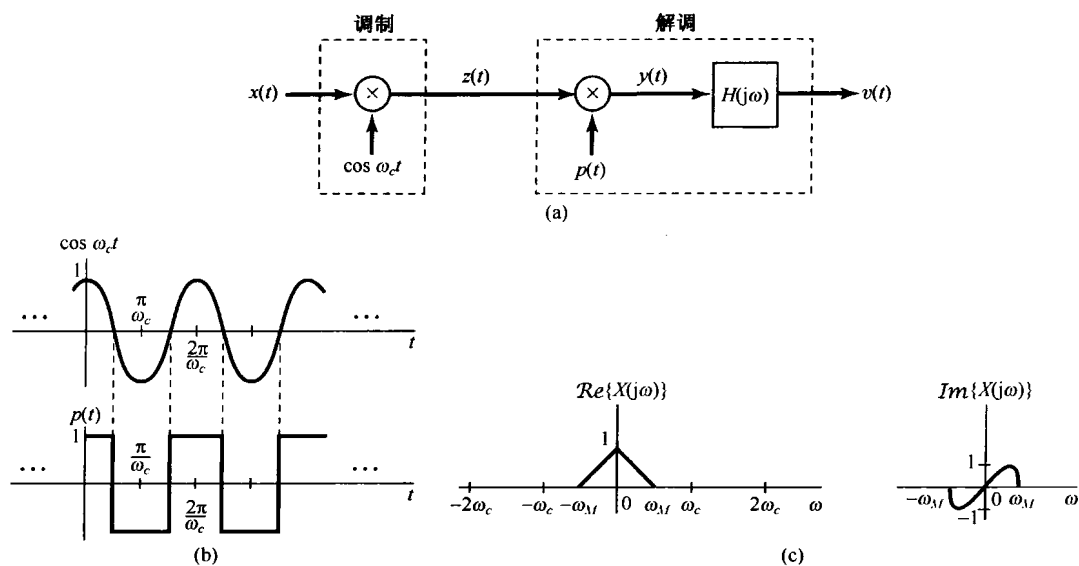 调制
解调
x(t)
×
z(t)
×
y(t)
H(jω)
v(t)
cos ω_c t
p(t)
(a)
cos ω_c t
1
π/ω_c
...
...
2π/ω_c
t
p(t)
1
π/ω_c
...
...
2π/ω_c
t
(b)
Re{X(jω)}
1
−2ω_c −ω_c −ω_M 0 ω_M ω_c 2ω_c ω
Im{X(jω)}
1
−ω_M 0 ω_M ω
−1
(c)